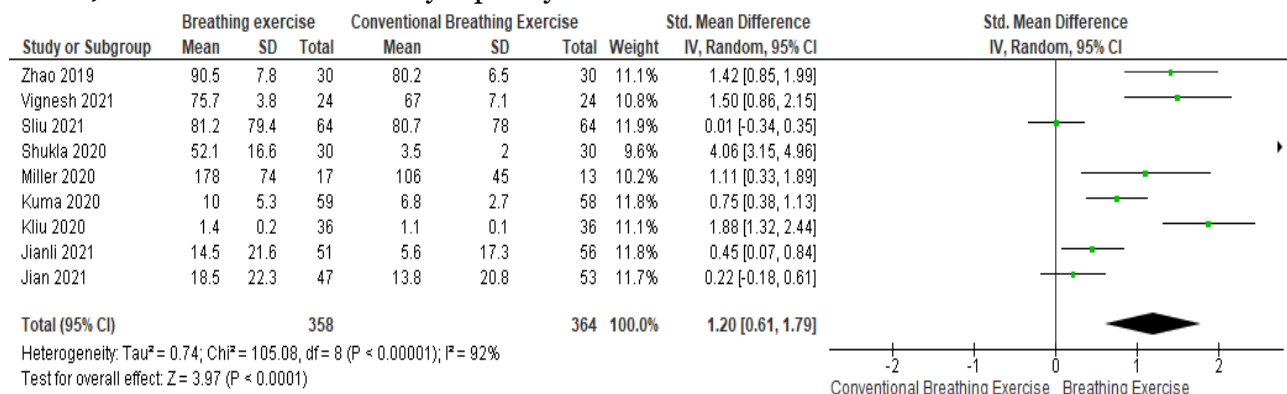 Breathing exercise Conventional Breathing Exercise Std. Mean Difference Std. Mean Difference
Study or Subgroup Mean SD Total Mean SD Total Weight IV, Random, 95% CI IV, Random, 95% CI
Zhao 2019 90.5 7.8 30 80.2 6.5 30 11.1% 1.42 [0.85, 1.99]
Vignesh 2021 75.7 3.8 24 67 7.1 24 10.8% 1.50 [0.86, 2.15]
Sliu 2021 81.2 79.4 64 80.7 78 64 11.9% 0.01 [-0.34, 0.35]
Shukla 2020 52.1 16.6 30 3.5 2 30 9.6% 4.06 [3.15, 4.96]
Miller 2020 178 74 17 106 45 13 10.2% 1.11 [0.33, 1.89]
Kuma 2020 10 5.3 59 6.8 2.7 58 11.8% 0.75 [0.38, 1.13]
Kliu 2020 1.4 0.2 36 1.1 0.1 36 11.1% 1.88 [1.32, 2.44]
Jianli 2021 14.5 21.6 51 5.6 17.3 56 11.8% 0.45 [0.07, 0.84]
Jian 2021 18.5 22.3 47 13.8 20.8 53 11.7% 0.22 [-0.18, 0.61]
Total (95% CI) 358 364 100.0% 1.20 [0.61, 1.79]
Heterogeneity: Tau² = 0.74; Chi² = 105.08, df = 8 (P < 0.00001); I² = 92%
Test for overall effect: Z = 3.97 (P < 0.0001)
-2 -1 0 1 2
Conventional Breathing Exercise Breathing Exercise